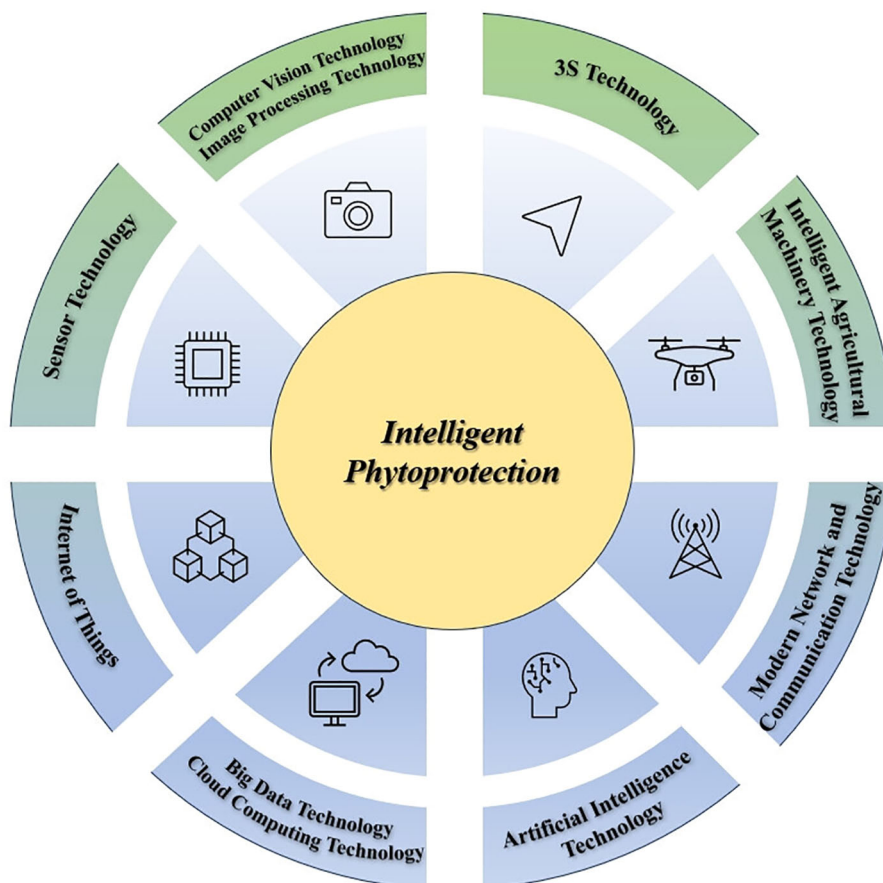 Computer Vision Technology
Image Processing Technology
3S Technology
Intelligent Agricultural
Machinery Technology
Modern Network and
Communication Technology
Artificial Intelligence
Technology
Big Data Technology
Cloud Computing Technology
Internet of Things
Sensor Technology
Intelligent
Phytoprotection